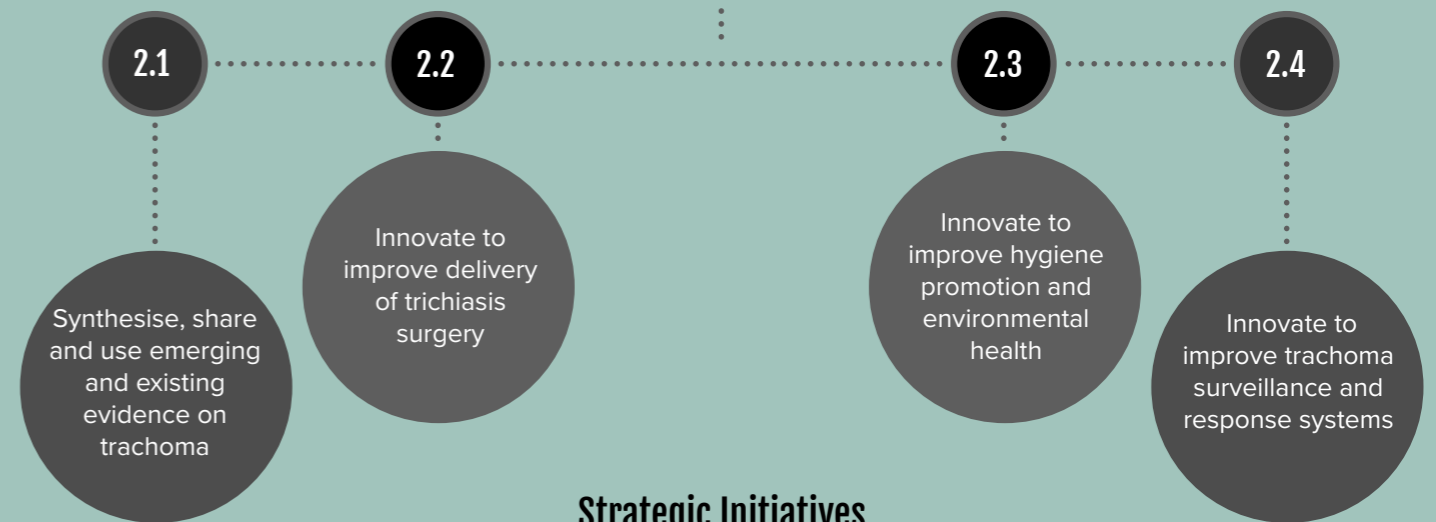 2.1
2.2
2.3
2.4
Synthesise, share
and use emerging
and existing
evidence on
trachoma
Innovate to
improve delivery
of trichiasis
surgery
Innovate to
improve hygiene
promotion and
environmental
health
Innovate to
improve trachoma
surveillance and
response systems
Strategic Initiatives